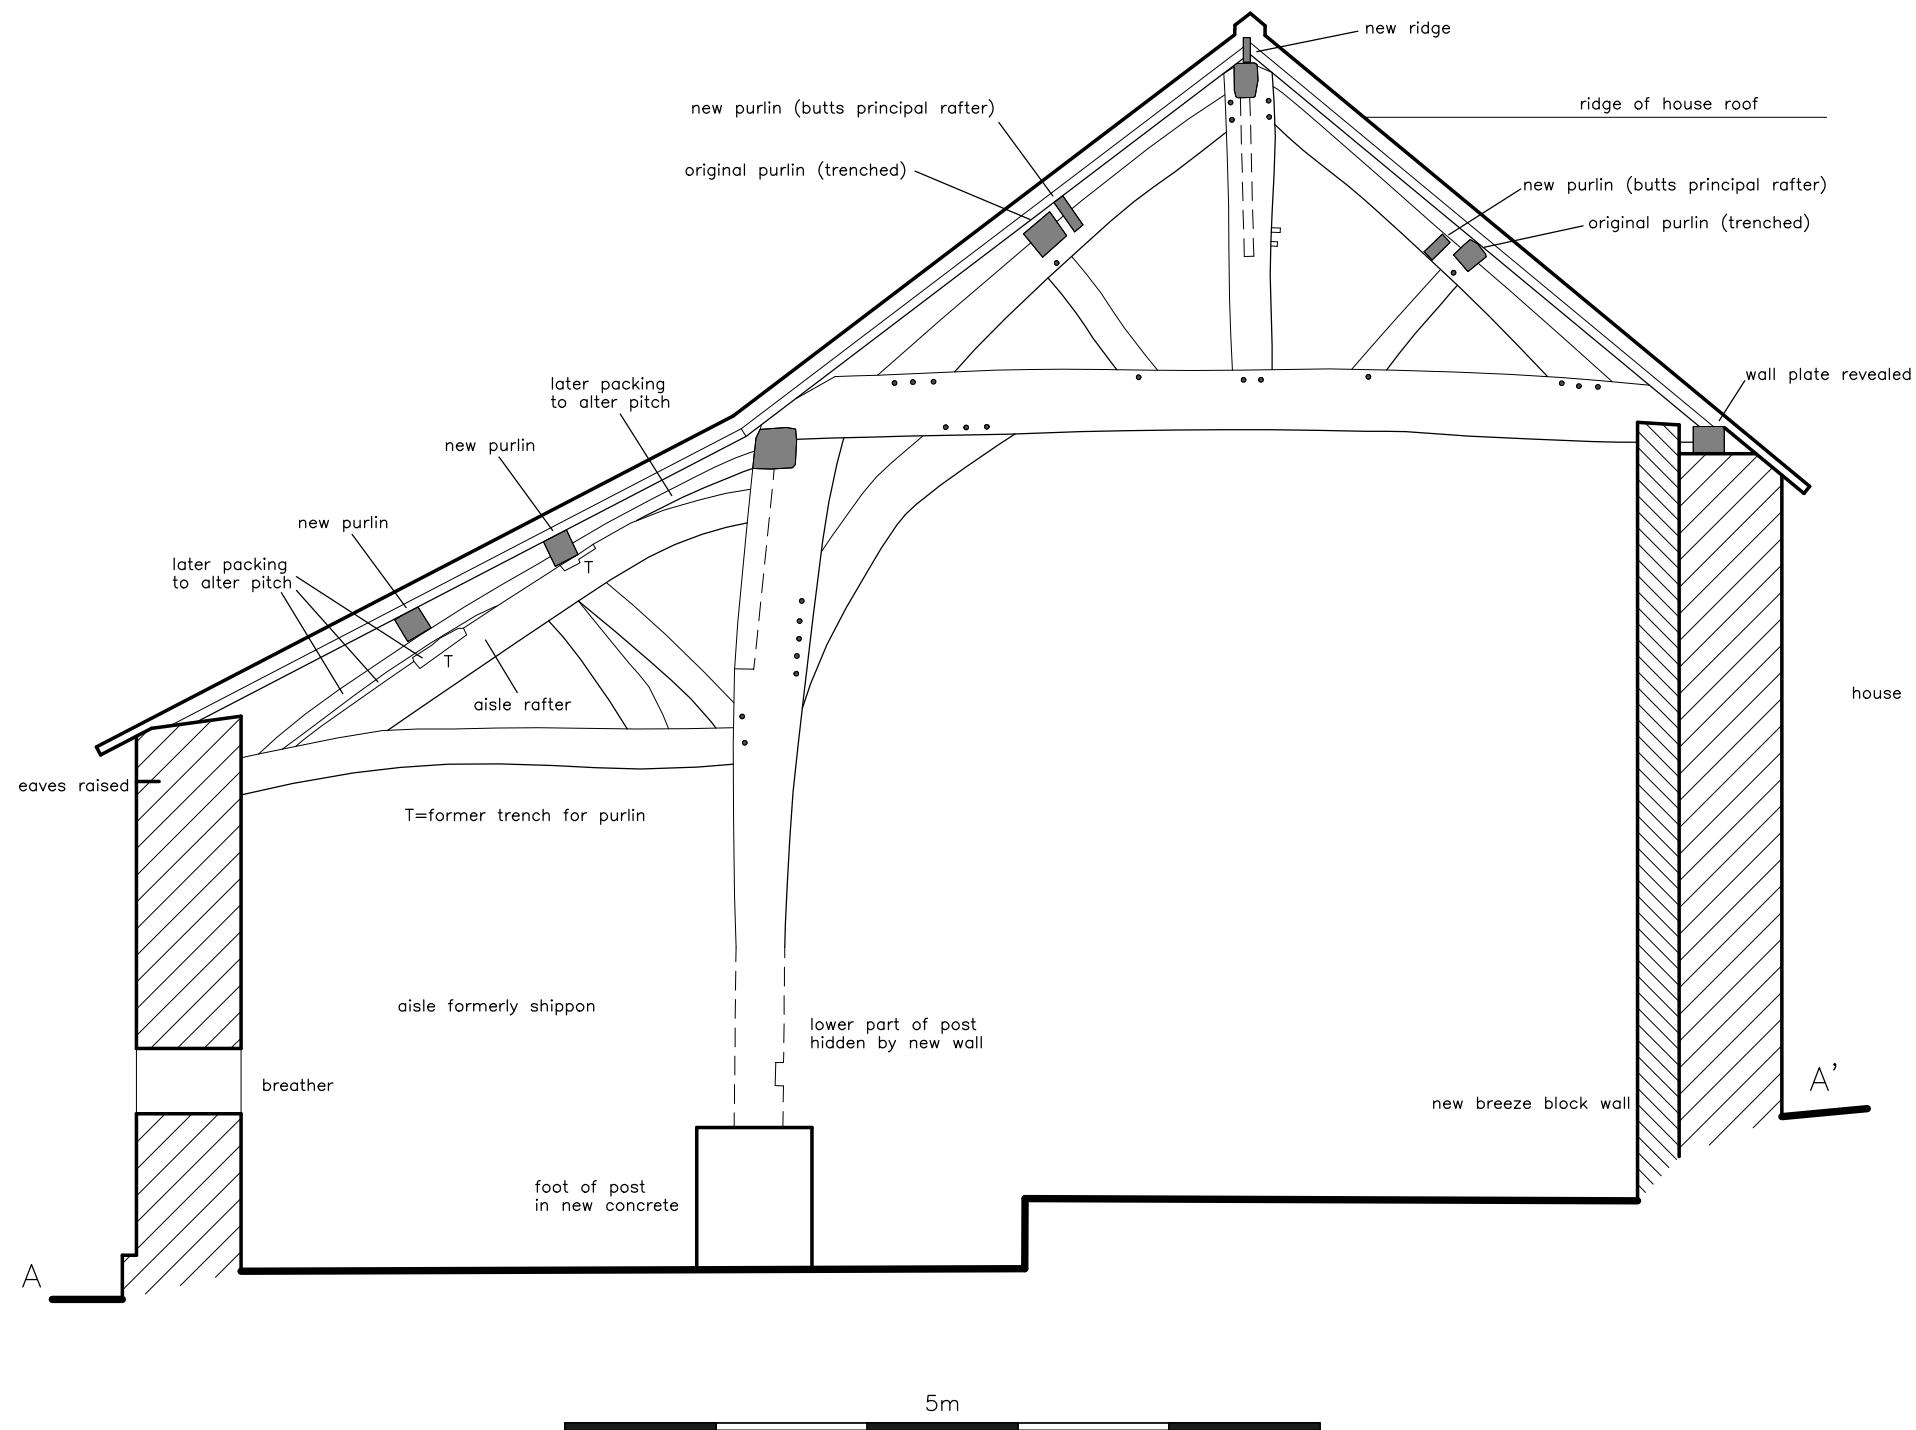 new ridge
ridge of house roof
new purlin (butts principal rafter)
original purlin (trenched)
new purlin (butts principal rafter)
original purlin (trenched)
wall plate revealed
later packing
to alter pitch
new purlin
new purlin
later packing
to alter pitch
T
T
aisle rafter
house
eaves raised
T=former trench for purlin
aisle formerly shippon
lower part of post
hidden by new wall
breather
new breeze block wall
A'
foot of post
in new concrete
A
5m